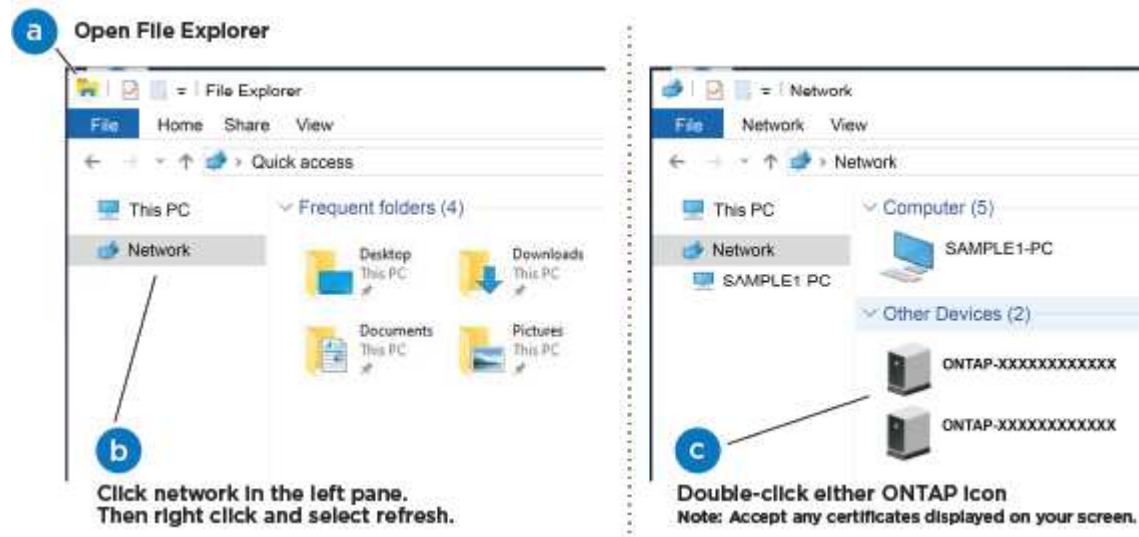 a
Open File Explorer
File Explorer
File Home Share View
Quick access
This PC
Network
Frequent folders (4)
Desktop
This PC
Downloads
This PC
Documents
This PC
Pictures
This PC
b
Click network in the left pane.
Then right click and select refresh.
Network
File Network View
Network
This PC
Network
SAMPLE1 PC
Computer (5)
SAMPLE1-PC
Other Devices (2)
ONTAP-XXXXXXXXXXXX
ONTAP-XXXXXXXXXXXX
c
Double-click either ONTAP icon
Note: Accept any certificates displayed on your screen.